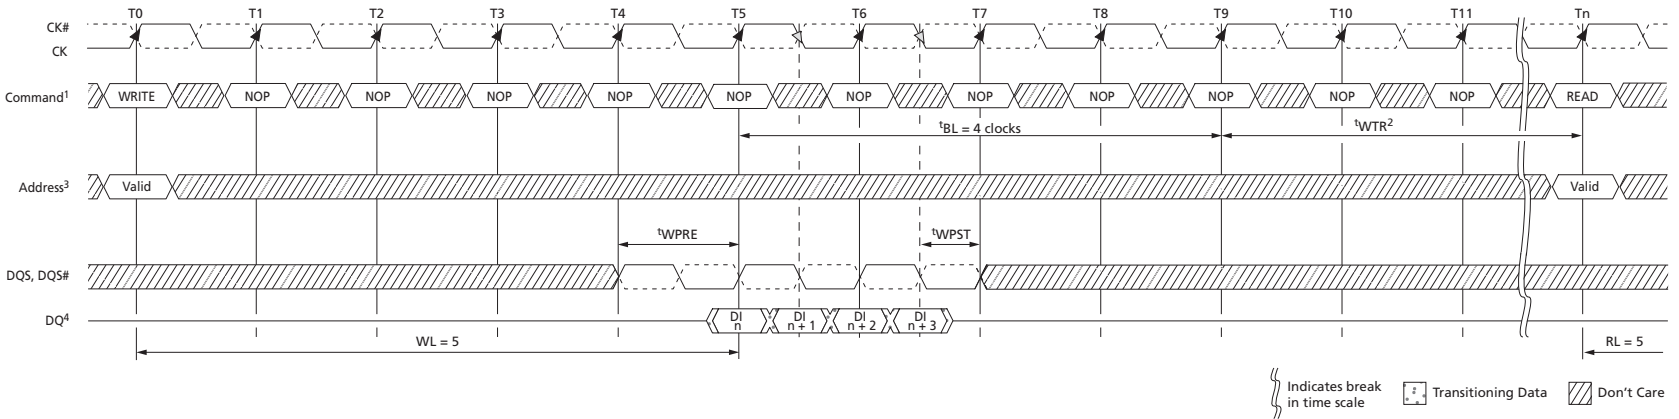 T0 T1 T2 T3 T4 T5 T6 T7 T8 T9 T10 T11 Tn
CK#
CK
Command¹ WRITE NOP NOP NOP NOP NOP NOP NOP NOP NOP NOP NOP READ
ᵗBL = 4 clocks ᵗWTR²
Address³ Valid Valid
ᵗWPRE ᵗWPST
DQS, DQS#
DQ⁴ DI n DI n + 1 DI n + 2 DI n + 3
WL = 5 RL = 5
Indicates break in time scale Transitioning Data Don't Care